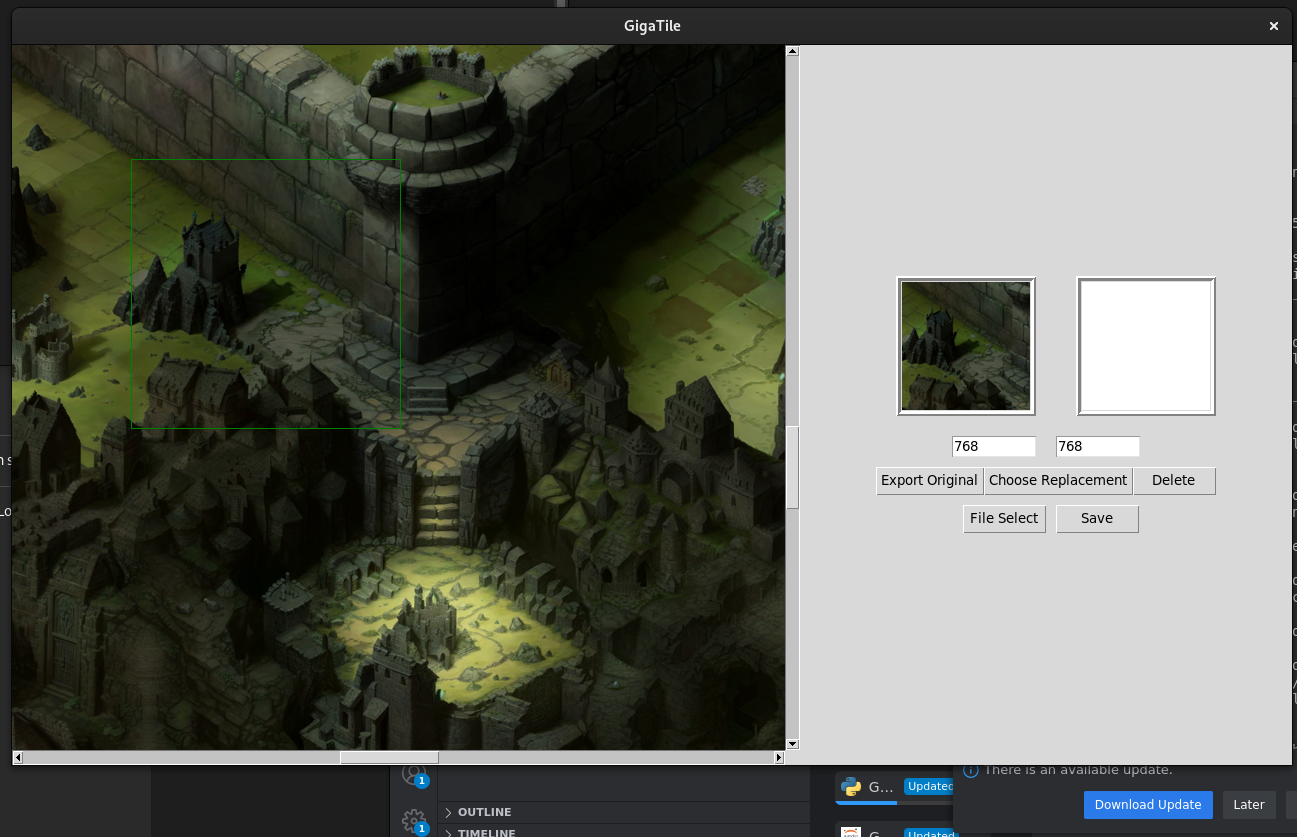 GigaTile
768
768
Export Original
Choose Replacement
Delete
File Select
Save
There is an available update.
1
G...
Updated
Download Update
Later
OUTLINE
1
TIMELINE
G...
Updated